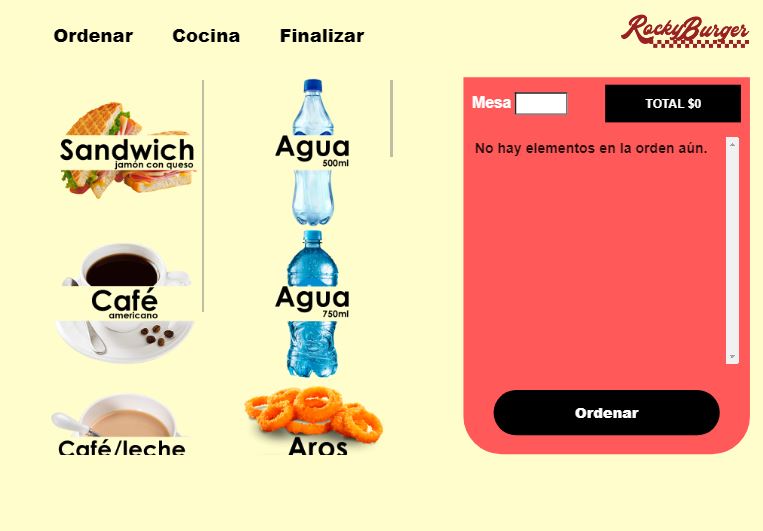 Ordenar Cocina Finalizar
RockyBurger
Sandwich
jamón con queso
Café
americano
Café/leche
Agua
500ml
Agua
750ml
Aros
Mesa
TOTAL $0
No hay elementos en la orden aún.
Ordenar